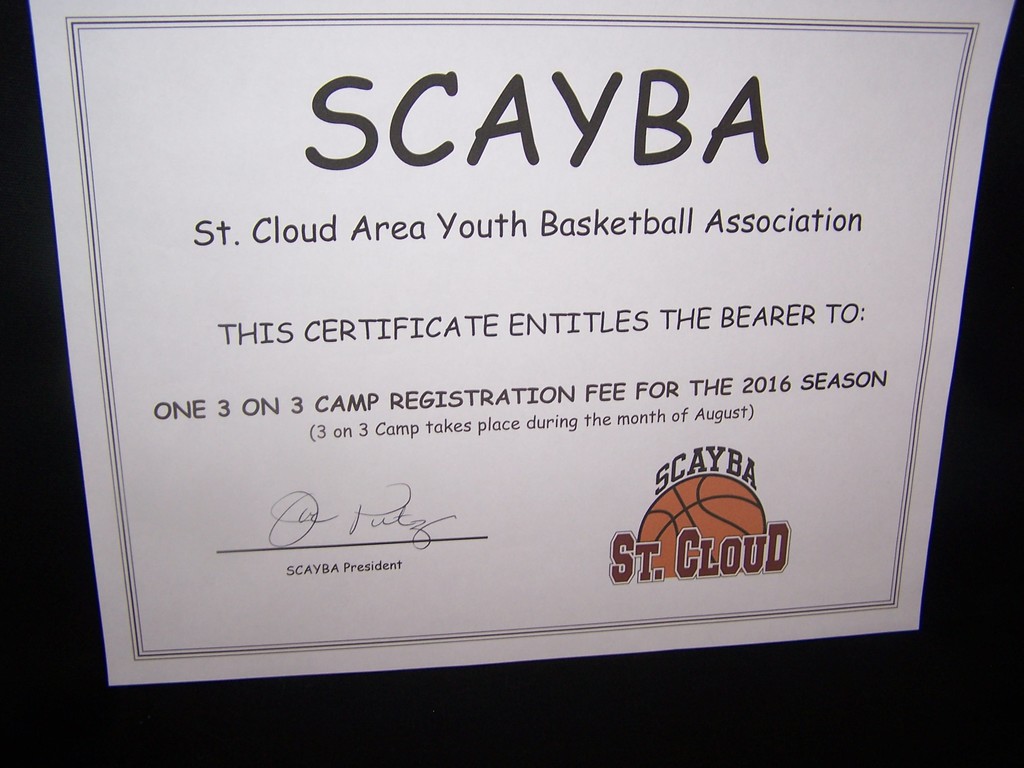 SCAYBA
St. Cloud Area Youth Basketball Association
THIS CERTIFICATE ENTITLES THE BEARER TO:
ONE 3 ON 3 CAMP REGISTRATION FEE FOR THE 2016 SEASON
(3 on 3 Camp takes place during the month of August)
SCAYBA President
SCAYBA
ST. CLOUD